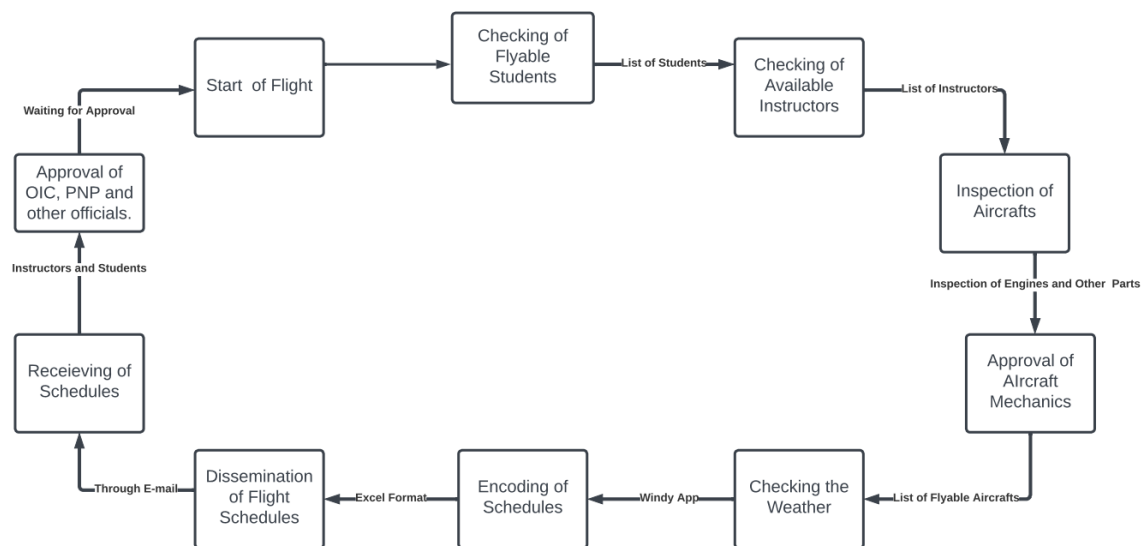 Start of Flight
Checking of
Flyable
Students
List of Students
Checking of
Available
Instructors
List of Instructors
Inspection of
Aircrafts
Inspection of Engines and Other Parts
Approval of
AIrcraft
Mechanics
List of Flyable Aircrafts
Checking the
Weather
Windy App
Encoding of
Schedules
Excel Format
Dissemination
of Flight
Schedules
Through E-mail
Receieving of
Schedules
Instructors and Students
Approval of
OIC, PNP and
other officials.
Waiting for Approval